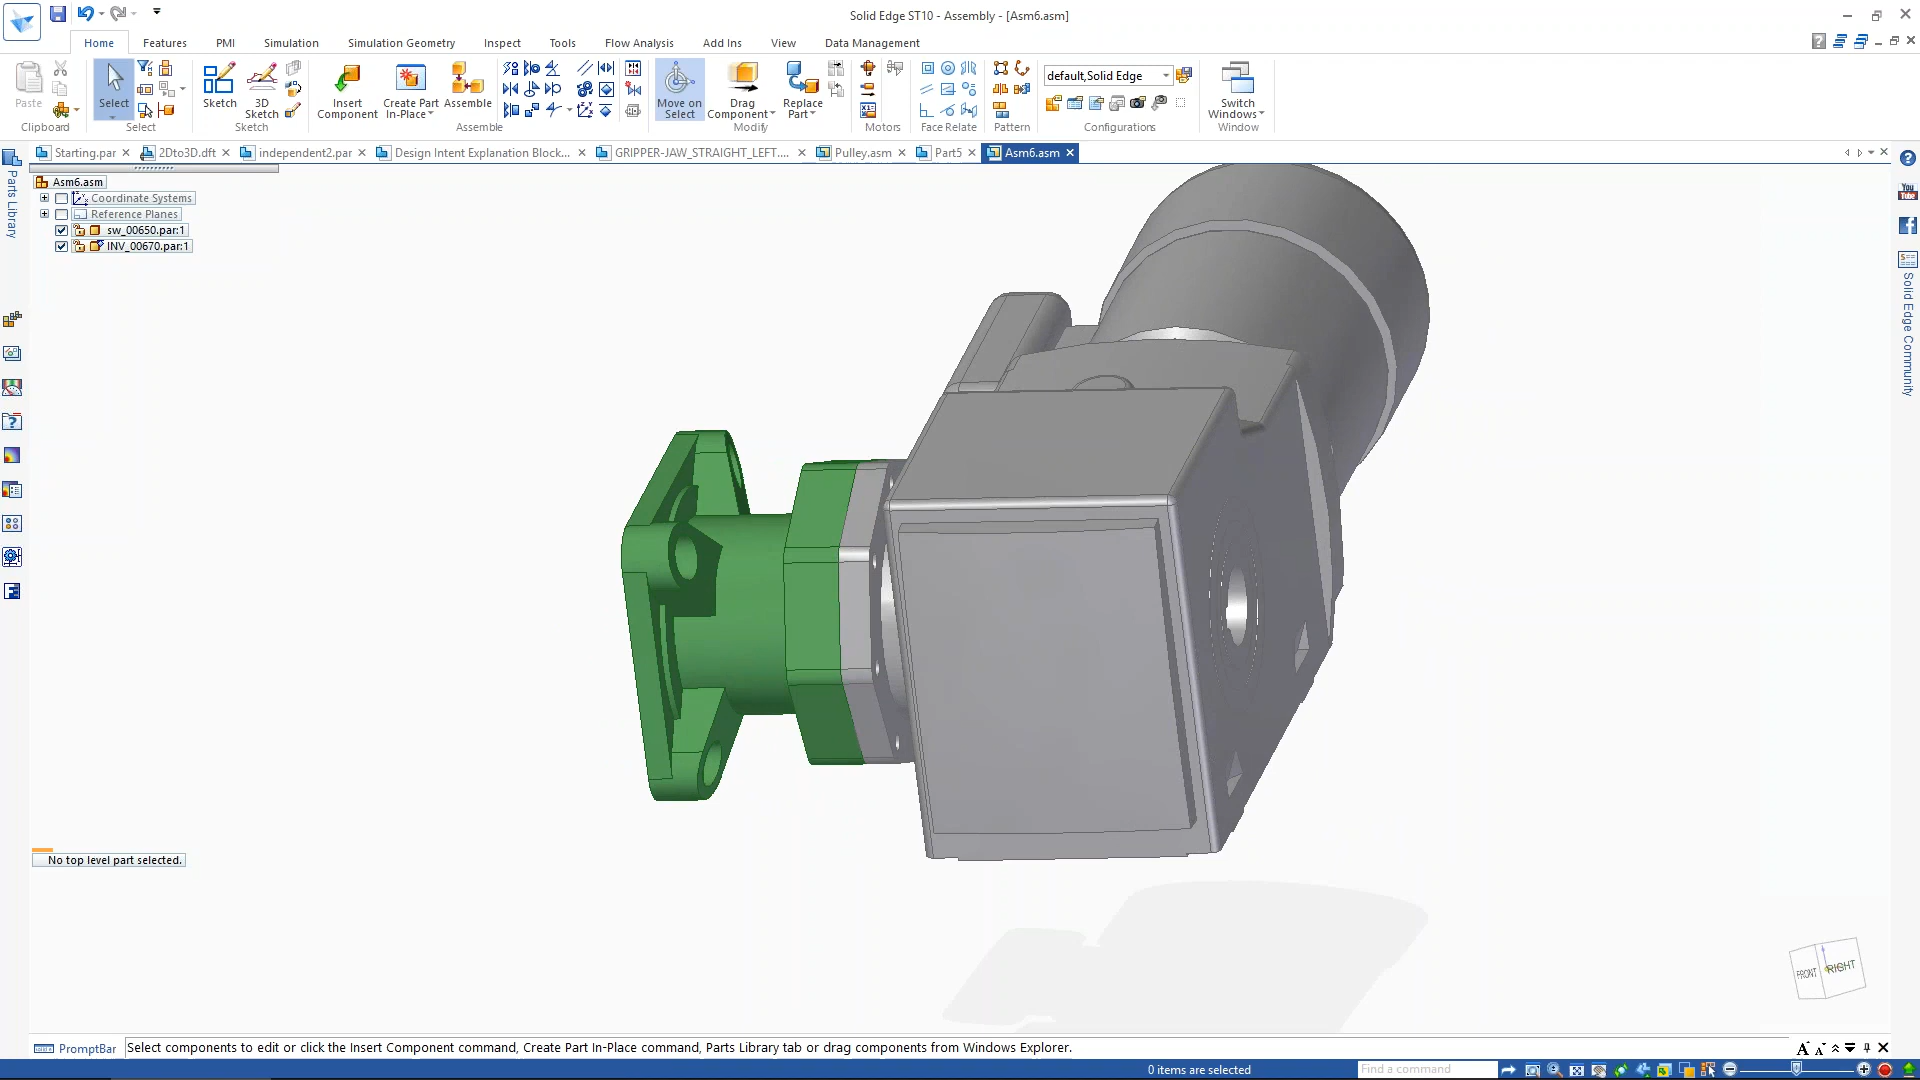 Solid Edge ST10 - Assembly - [Asm6.asm]
Home Features PMI Simulation Simulation Geometry Inspect Tools Flow Analysis Add Ins View Data Management
Paste
Select
Sketch
3D Sketch
Insert Component
Create Part In-Place
Assemble
Move on Select
Drag Component
Replace Part
default,Solid Edge
Switch Windows
Clipboard Select Sketch Assemble Modify Motors Face Relate Pattern Configurations Window
Starting.par 2Dto3D.dft independent2.par Design Intent Explanation Block... GRIPPER-JAW_STRAIGHT_LEFT.... Pulley.asm Part5 Asm6.asm
Parts Library
Asm6.asm
Coordinate Systems
Reference Planes
sw_00650.par:1
INV_00670.par:1
You Tube
Solid Edge Community
No top level part selected.
FRONT RIGHT
PromptBar Select components to edit or click the Insert Component command, Create Part In-Place command, Parts Library tab or drag components from Windows Explorer.
0 items are selected
Find a command